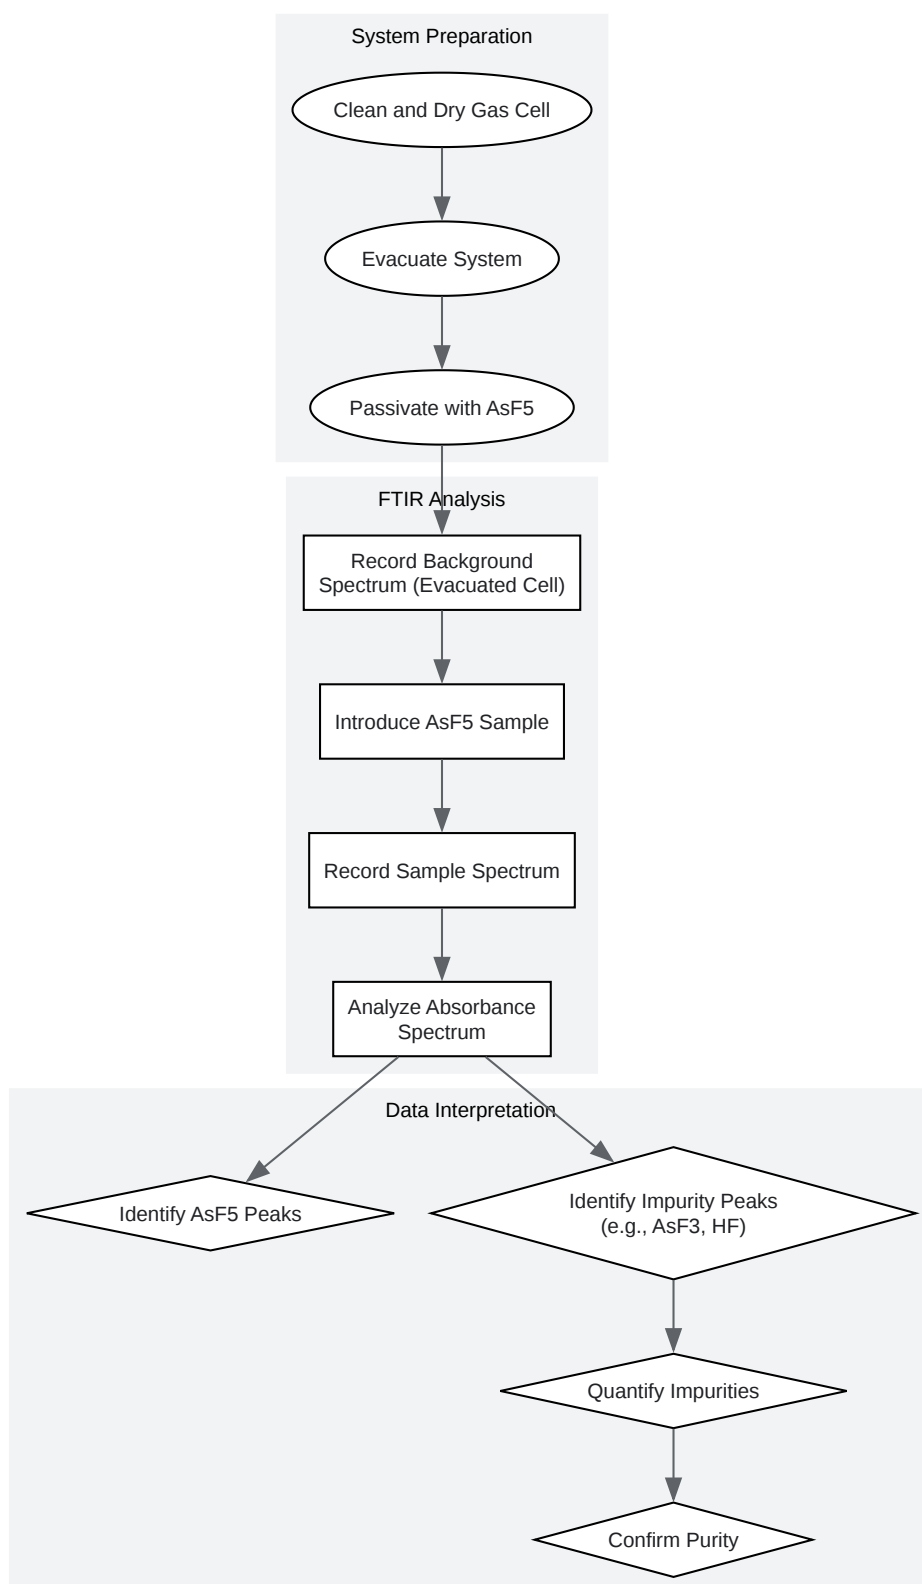 System Preparation
Clean and Dry Gas Cell
Evacuate System
Passivate with AsF5
FTIR Analysis
Record Background
Spectrum (Evacuated Cell)
Introduce AsF5 Sample
Record Sample Spectrum
Analyze Absorbance
Spectrum
Data Interpretation
Identify AsF5 Peaks
Identify Impurity Peaks
(e.g., AsF3, HF)
Quantify Impurities
Confirm Purity